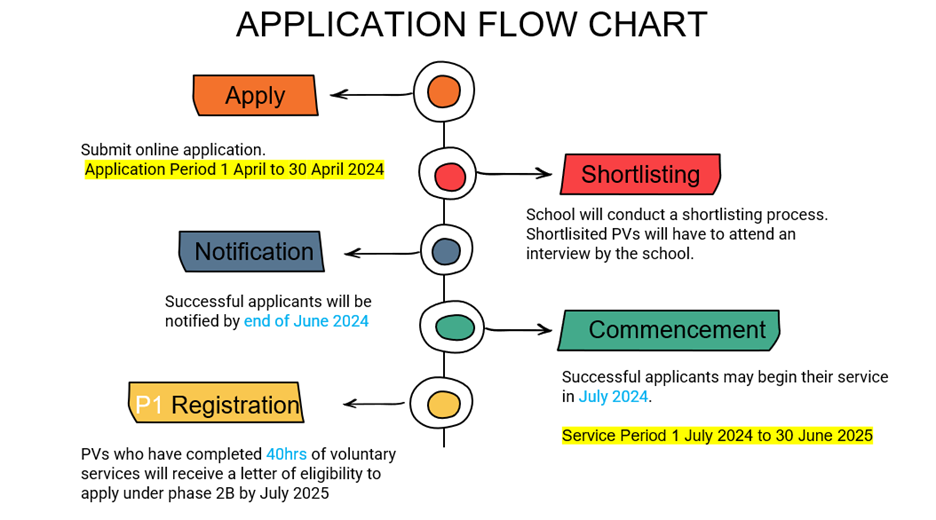 APPLICATION FLOW CHART
Apply
Submit online application.
Application Period 1 April to 30 April 2024
Shortlisting
School will conduct a shortlisting process.
Shortlisited PVs will have to attend an
interview by the school.
Notification
Successful applicants will be
notified by end of June 2024
Commencement
Successful applicants may begin their service
in July 2024.
Service Period 1 July 2024 to 30 June 2025
P1 Registration
PVs who have completed 40hrs of voluntary
services will receive a letter of eligibility to
apply under phase 2B by July 2025